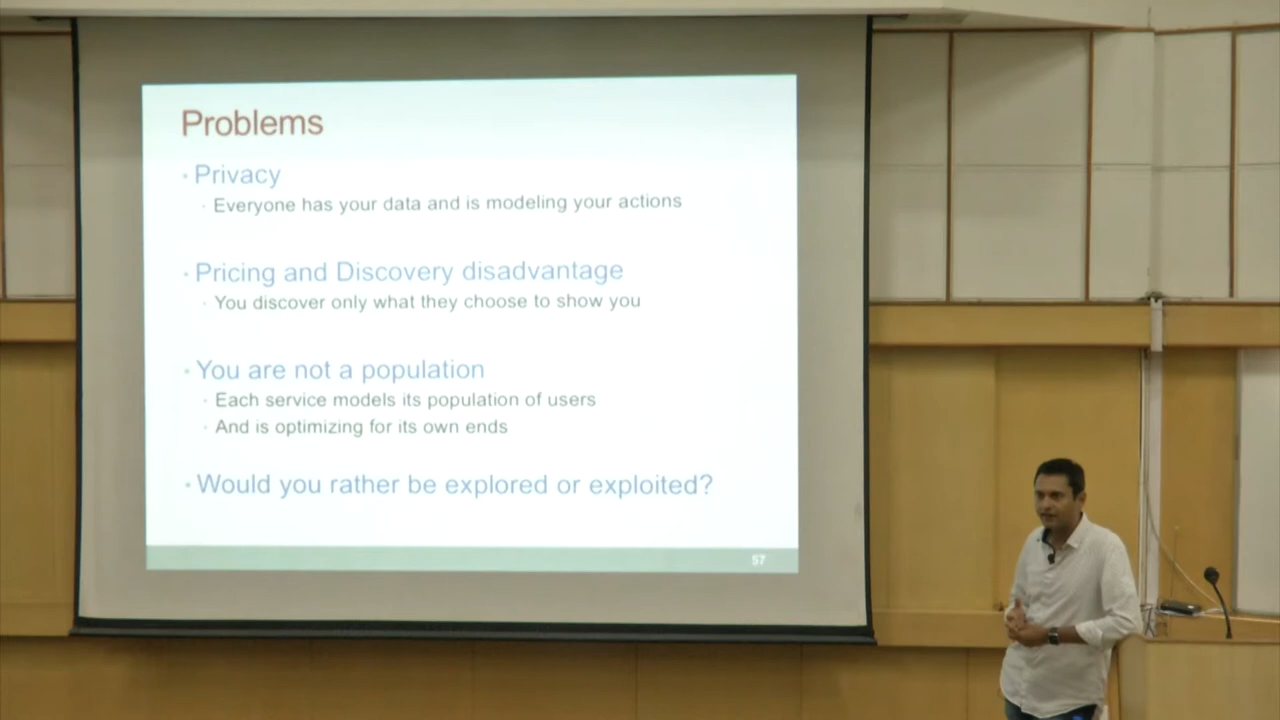 Problems
• Privacy
• Everyone has your data and is modeling your actions
• Pricing and Discovery disadvantage
• You discover only what they choose to show you
• You are not a population
• Each service models its population of users
• And is optimizing for its own ends
• Would you rather be explored or exploited?
57